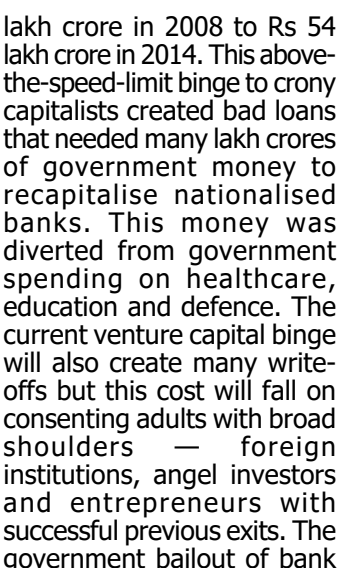 lakh crore in 2008 to Rs 54
lakh crore in 2014. This above-
the-speed-limit binge to crony
capitalists created bad loans
that needed many lakh crores
of government money to
recapitalise nationalised
banks. This money was
diverted from government
spending on healthcare,
education and defence. The
current venture capital binge
will also create many write-
offs but this cost will fall on
consenting adults with broad
shoulders — foreign
institutions, angel investors
and entrepreneurs with
successful previous exits. The
government bailout of bank